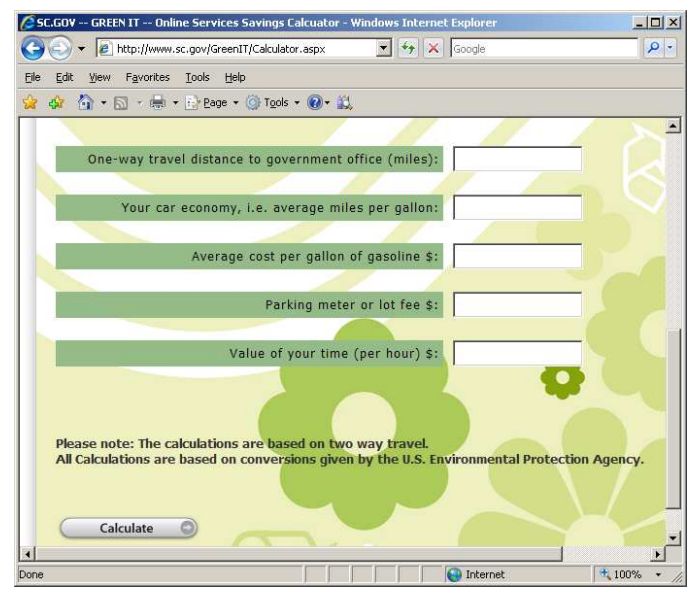 SC.GOV -- GREEN IT -- Online Services Savings Calcuator - Windows Internet Explorer
http://www.sc.gov/GreenIT/Calculator.aspx Google
File Edit View Favorites Tools Help
Page Tools
One-way travel distance to government office (miles):
Your car economy, i.e. average miles per gallon:
Average cost per gallon of gasoline $:
Parking meter or lot fee $:
Value of your time (per hour) $:
Please note: The calculations are based on two way travel.
All Calculations are based on conversions given by the U.S. Environmental Protection Agency.
Calculate
Done Internet 100%